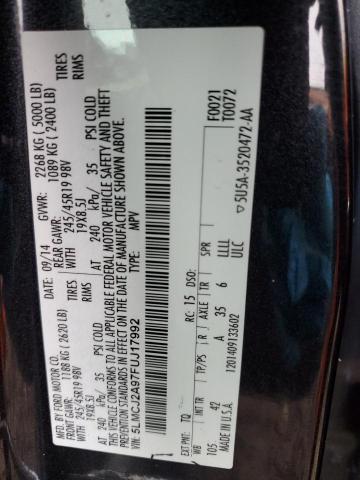 MFD. BY FORD MOTOR CO.
DATE: 09/14 GVWR: 2268 KG ( 5000 LB)
FRONT GAWR: 1188 KG (2620 LB) REAR GAWR: 1089 KG (2400 LB)
245/45R19 98V TIRES WITH 245/45R19 98V TIRES
19X8.5J RIMS 19X8.5J RIMS
AT 240 kPa/ 35 PSI COLD AT 240 kPa/ 35 PSI COLD
THIS VEHICLE CONFORMS TO ALL APPLICABLE FEDERAL MOTOR VEHICLE SAFETY AND THEFT
PREVENTION STANDARDS IN EFFECT ON THE DATE OF MANUFACTURE SHOWN ABOVE.
VIN: 5LMCJ2A97FUJ17992 TYPE: MPV
F0021
T0072
EXT PNT: TQ RC: 15 DSO:
WB INT TR TP/PS R AXLE TR SPR
105 42 A 35 6 LLLL
MADE IN U.S.A. 1201409133602 ULC
5U5A-3520472-AA